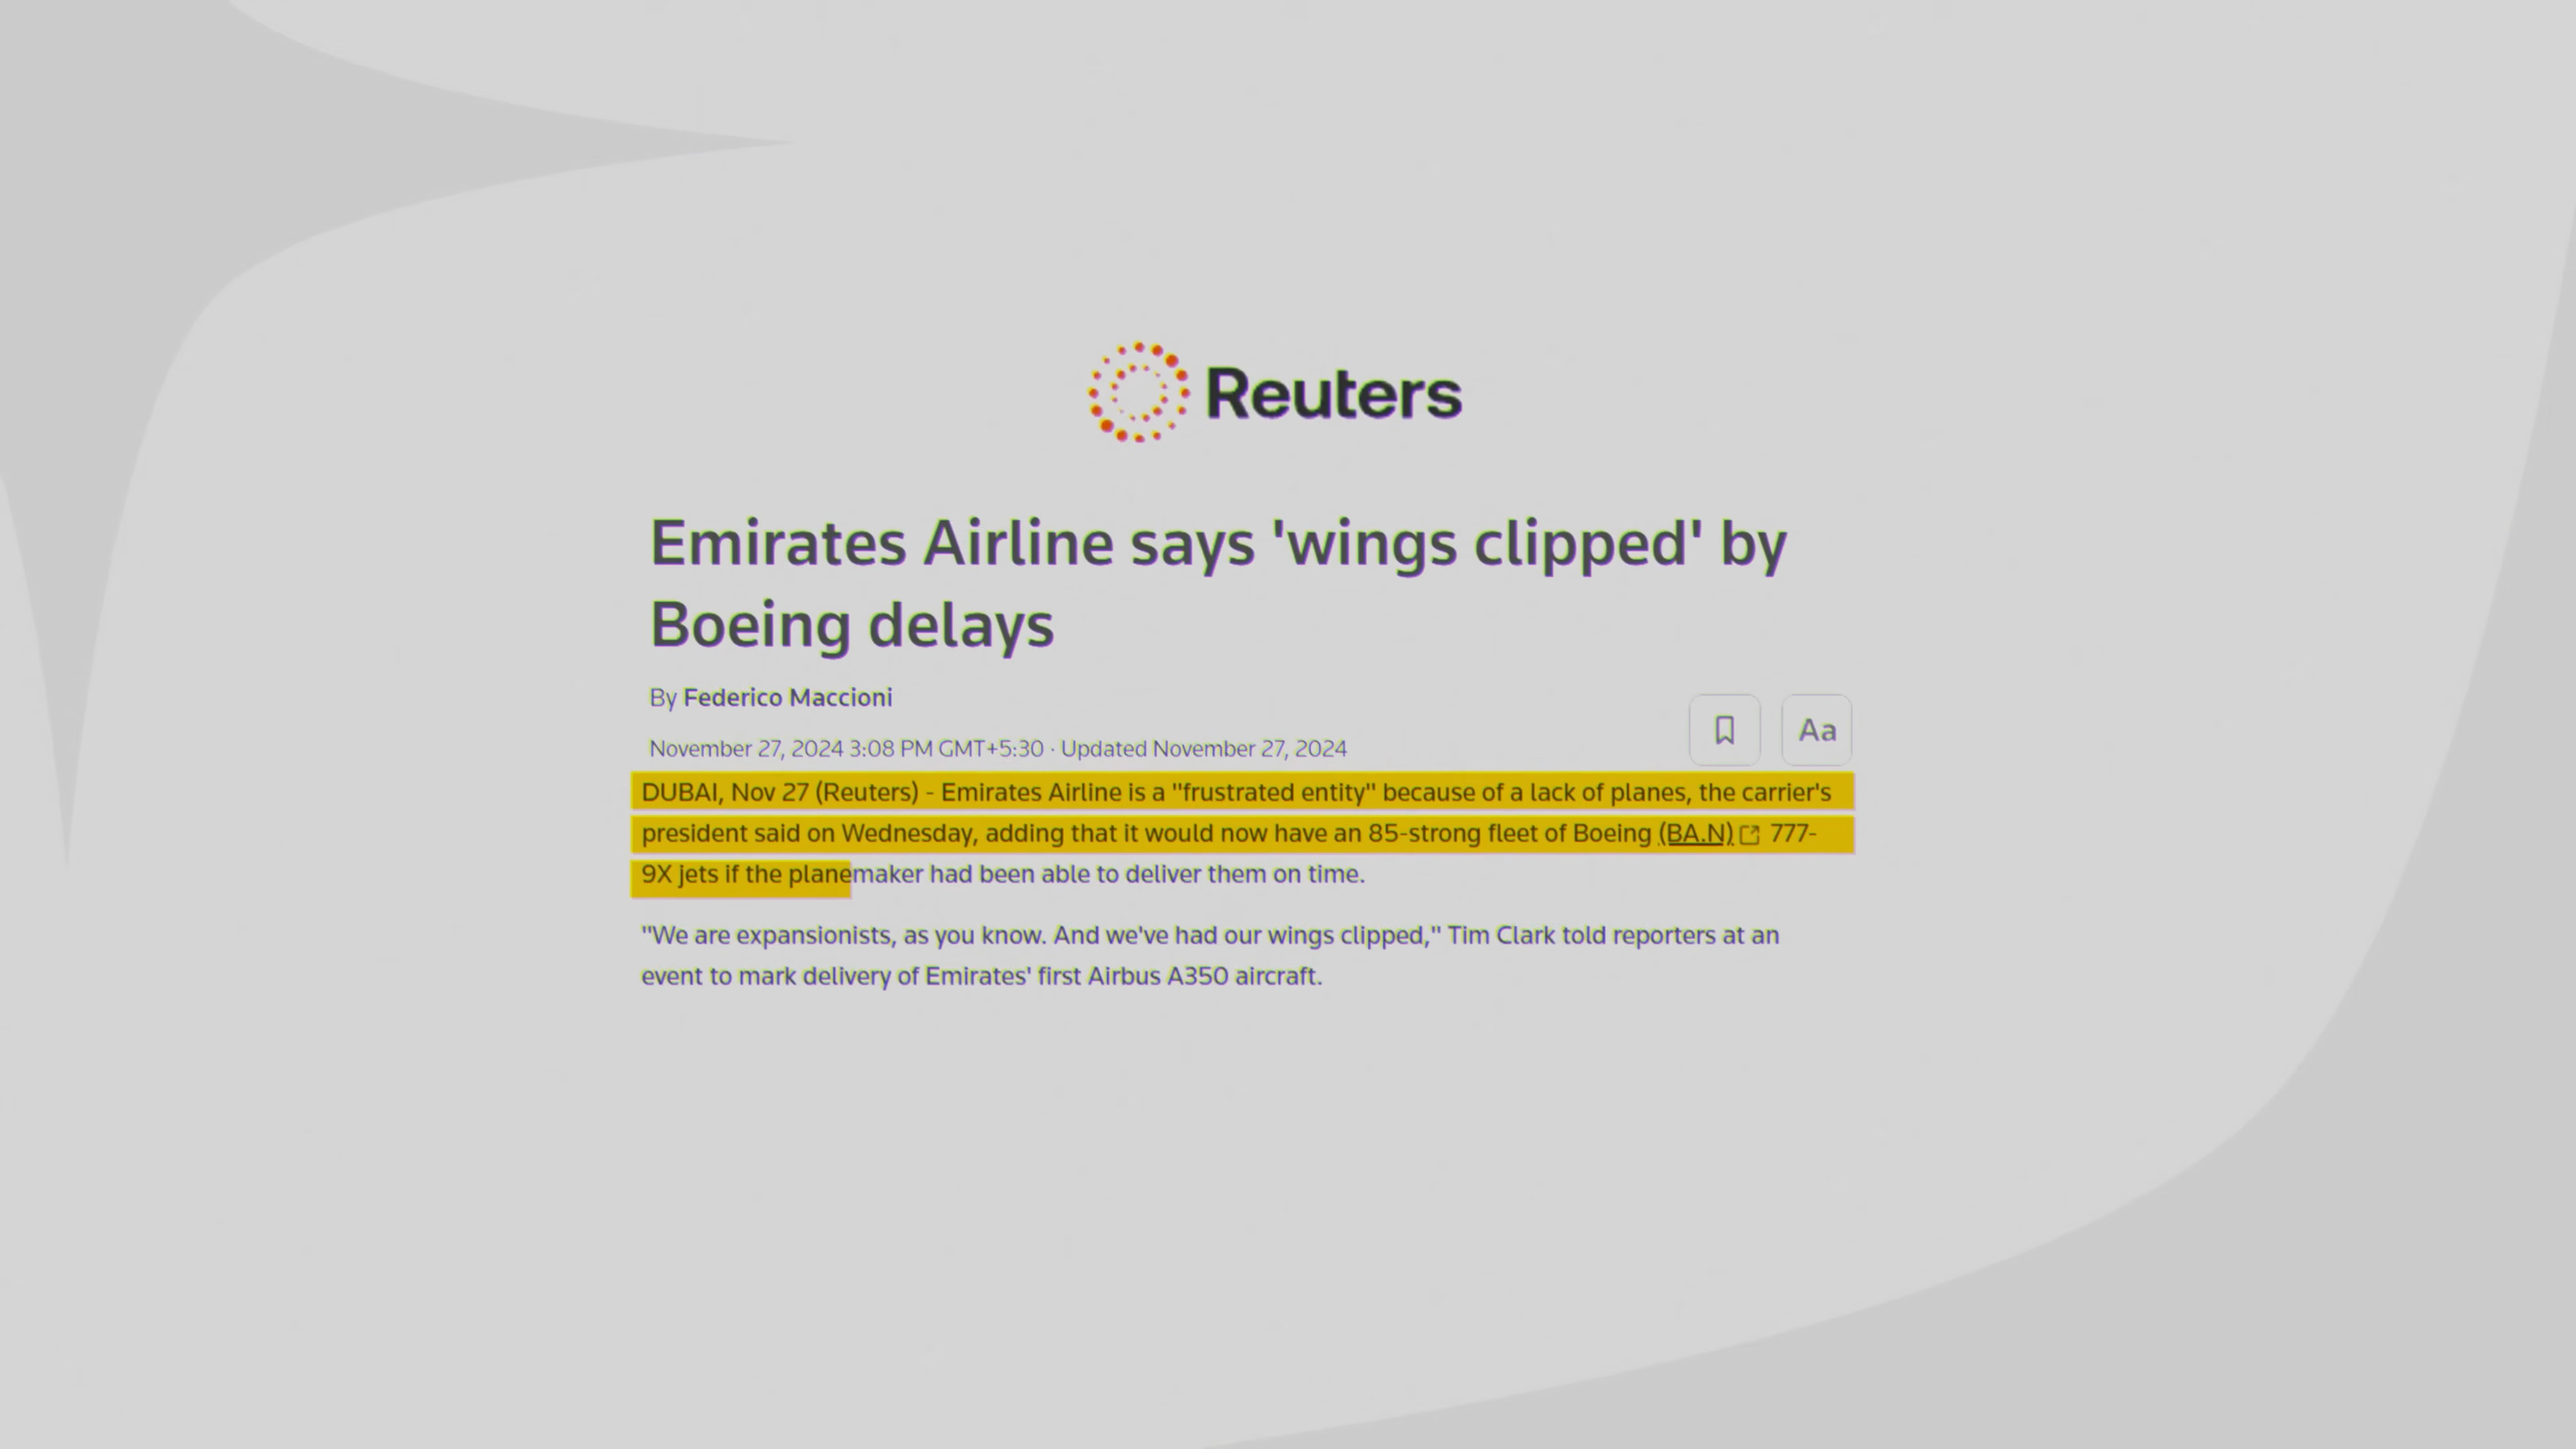 Reuters
Emirates Airline says 'wings clipped' by
Boeing delays
By Federico Maccioni
November 27, 2024 3:08 PM GMT+5:30 · Updated November 27, 2024
Aa
DUBAI, Nov 27 (Reuters) - Emirates Airline is a "frustrated entity" because of a lack of planes, the carrier's
president said on Wednesday, adding that it would now have an 85-strong fleet of Boeing (BA.N) 777-
9X jets if the planemaker had been able to deliver them on time.
"We are expansionists, as you know. And we've had our wings clipped," Tim Clark told reporters at an
event to mark delivery of Emirates' first Airbus A350 aircraft.